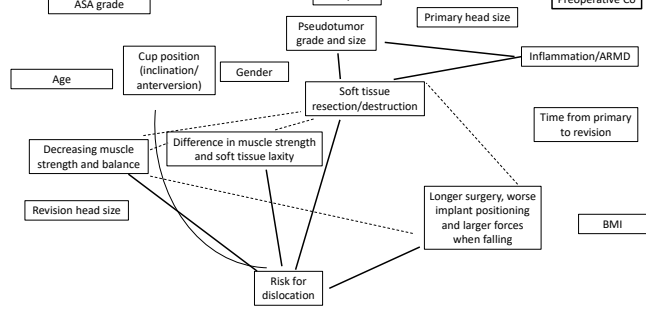 ASA grade
Preoperative Co
Primary head size
Pseudotumor
grade and size
Cup position
(inclination/
anterversion)
Gender
Inflammation/ARMD
Age
Soft tissue
resection/destruction
Time from primary
to revision
Decreasing muscle
strength and balance
Difference in muscle strength
and soft tissue laxity
Longer surgery, worse
implant positioning
and larger forces
when falling
Revision head size
BMI
Risk for
dislocation